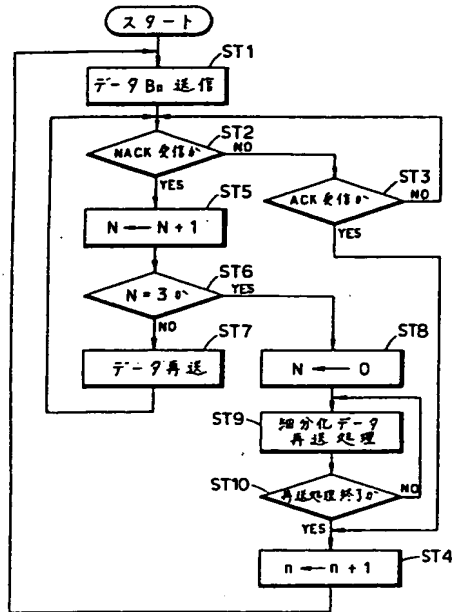 スタート
ST1
データBn 送信
ST2
NACK受信か
NO
YES
ST3
ACK受信か
NO
YES
ST5
N ← N + 1
ST6
N = 3 か
YES
NO
ST7
データ再送
ST8
N ← 0
ST9
細分化データ
再送処理
ST10
再送処理終了か
NO
YES
ST4
n ← n + 1